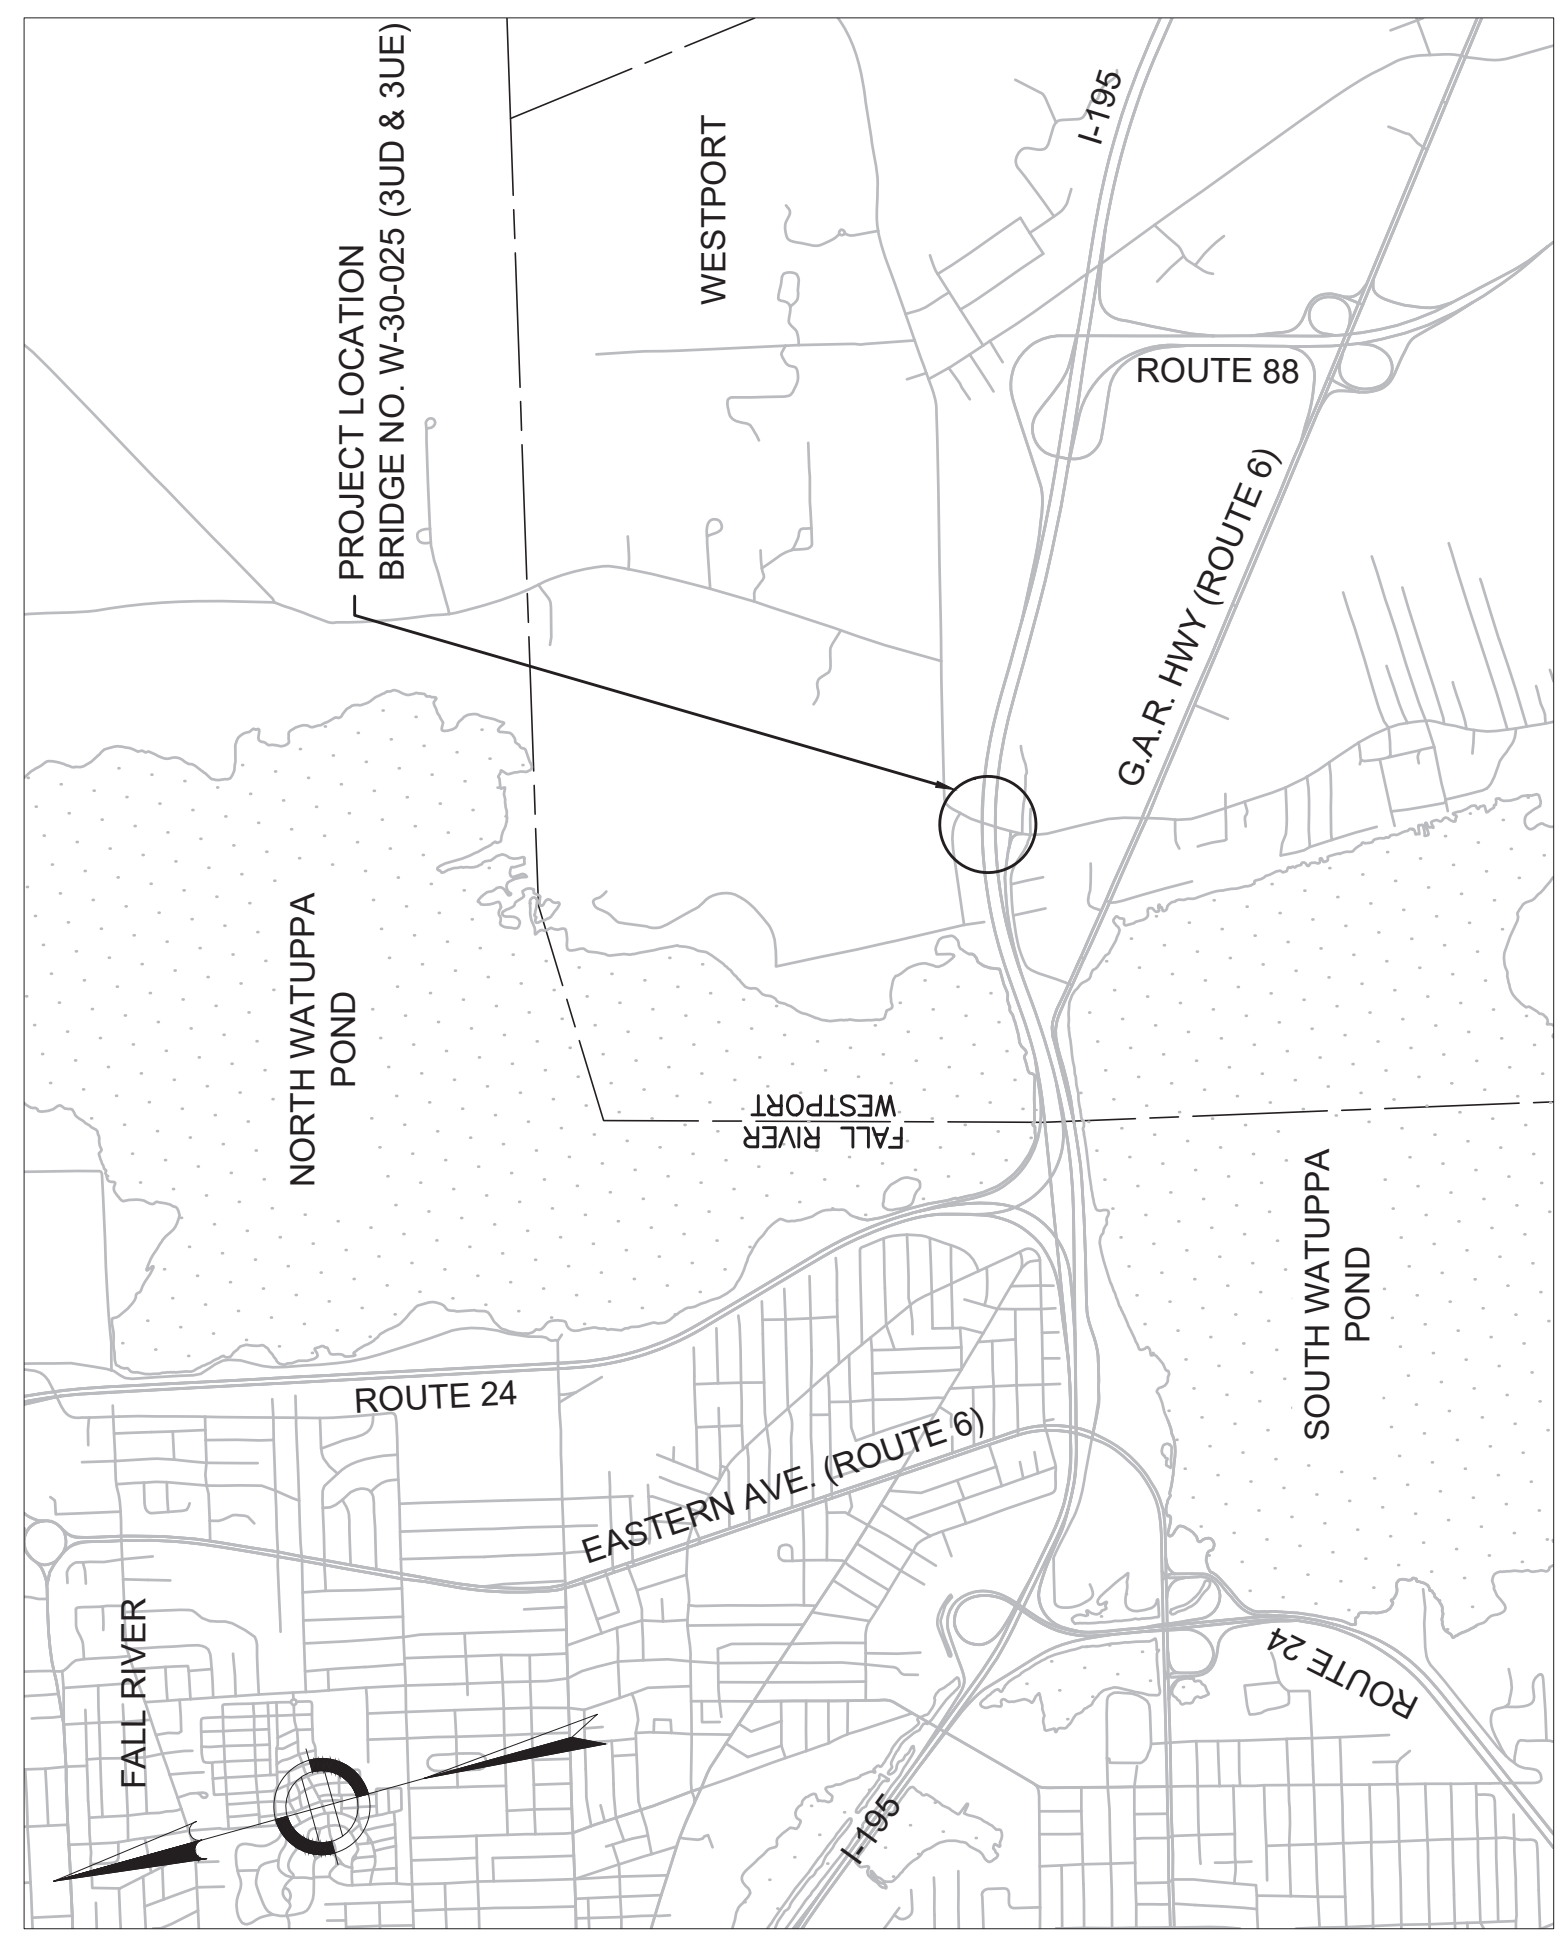 PROJECT LOCATION
BRIDGE NO. W-30-025 (3UD & 3UE)
WESTPORT
I-195
ROUTE 88
G.A.R. HWY (ROUTE 6)
NORTH WATUPPA
POND
FALL RIVER
WESTPORT
SOUTH WATUPPA
POND
ROUTE 24
EASTERN AVE. (ROUTE 6)
FALL RIVER
ROUTE 24
I-195